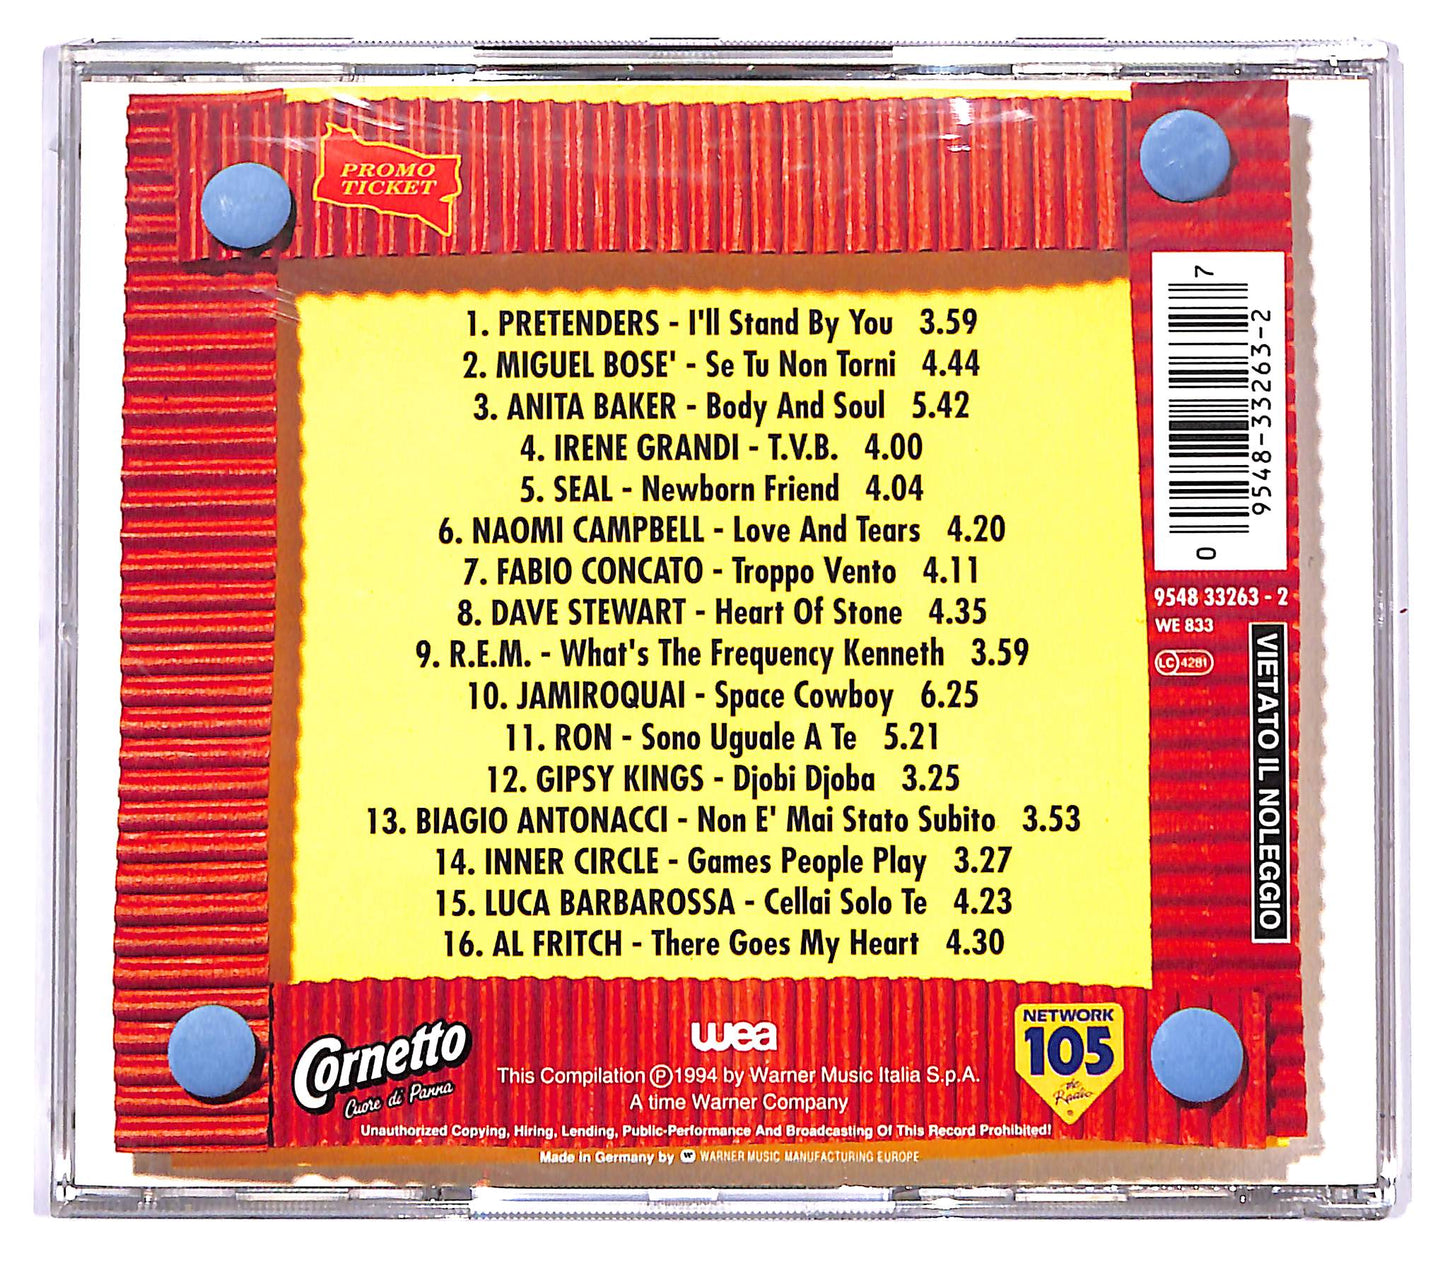 PROMO
TICKET
1. PRETENDERS - I'll Stand By You 3.59
2. MIGUEL BOSE' - Se Tu Non Torni 4.44
3. ANITA BAKER - Body And Soul 5.42
4. IRENE GRANDI - T.V.B. 4.00
5. SEAL - Newborn Friend 4.04
6. NAOMI CAMPBELL - Love And Tears 4.20
7. FABIO CONCATO - Troppo Vento 4.11
8. DAVE STEWART - Heart Of Stone 4.35
9. R.E.M. - What's The Frequency Kenneth 3.59
10. JAMIROQUAI - Space Cowboy 6.25
11. RON - Sono Uguale A Te 5.21
12. GIPSY KINGS - Djobi Djoba 3.25
13. BIAGIO ANTONACCI - Non E' Mai Stato Subito 3.53
14. INNER CIRCLE - Games People Play 3.27
15. LUCA BARBAROSSA - Cellai Solo Te 4.23
16. AL FRITCH - There Goes My Heart 4.30
0 9548-33263-2 7
9548 33263 - 2
WE 833
LC 4281
VIETATO IL NOLEGGIO
Cornetto
Cuore di Panna
wea
This Compilation Ⓟ1994 by Warner Music Italia S.p.A.
A time Warner Company
NETWORK
105
de
Radio
Unauthorized Copying, Hiring, Lending, Public-Performance And Broadcasting Of This Record Prohibited!
Made in Germany by WARNER MUSIC MANUFACTURING EUROPE